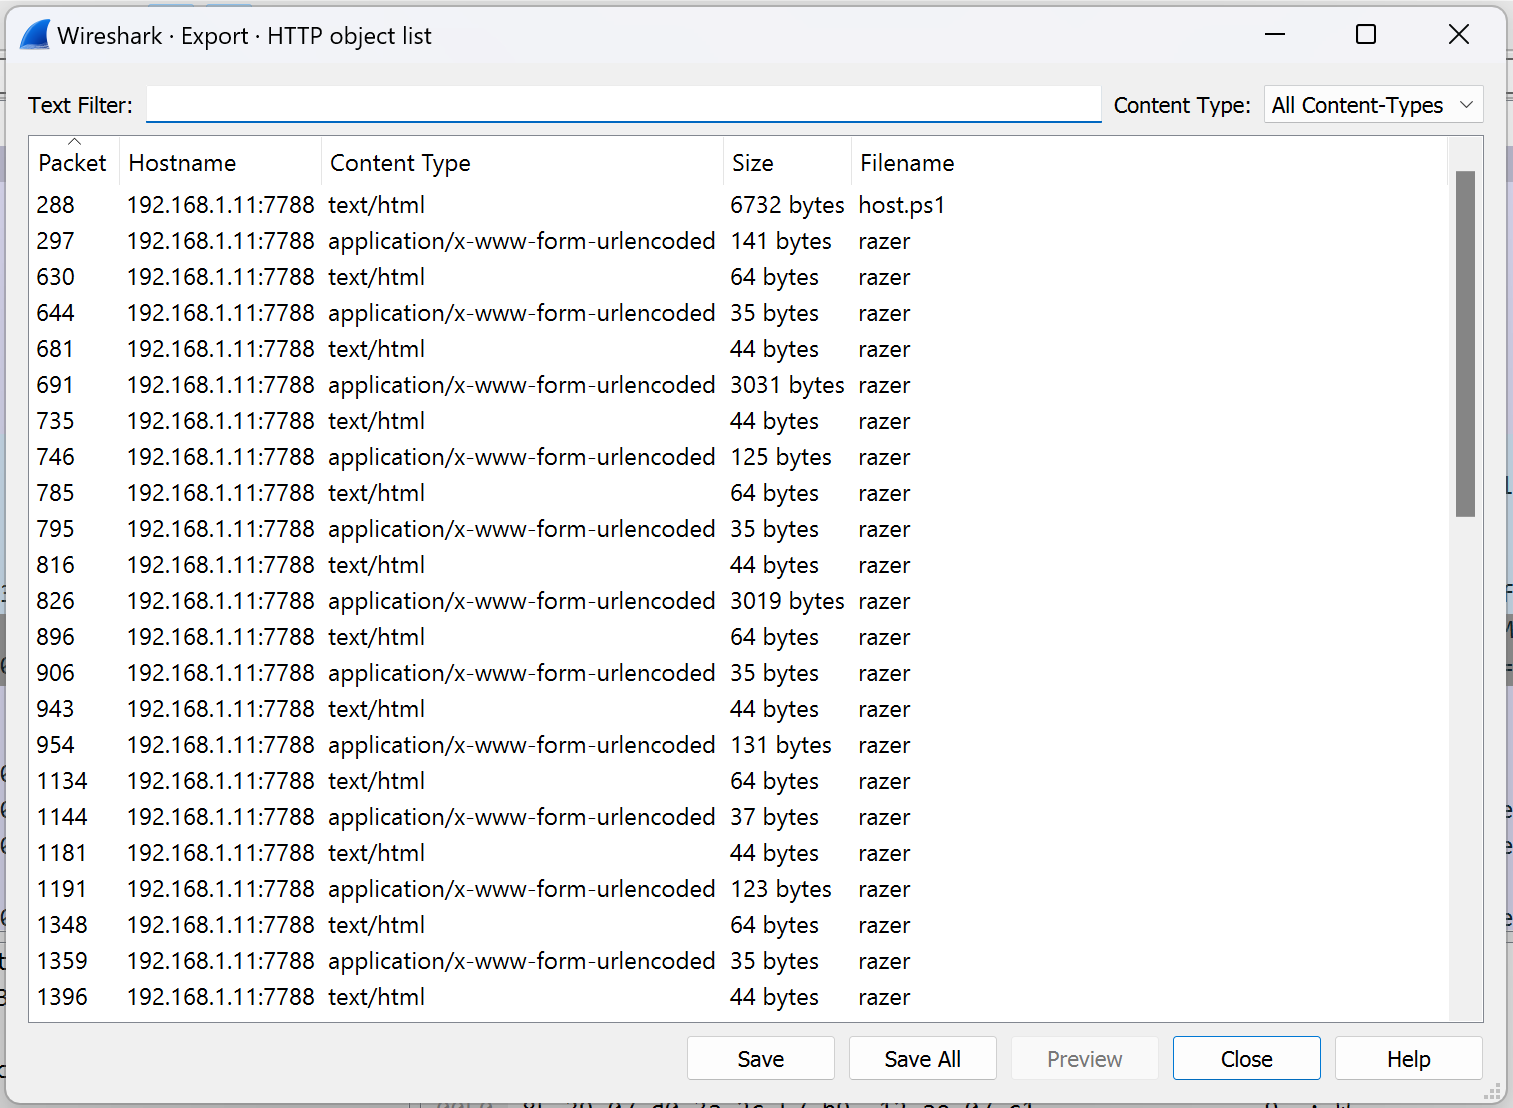 Wireshark · Export · HTTP object list
Text Filter: Content Type: All Content-Types
Packet Hostname Content Type Size Filename
288 192.168.1.11:7788 text/html 6732 bytes host.ps1
297 192.168.1.11:7788 application/x-www-form-urlencoded 141 bytes razer
630 192.168.1.11:7788 text/html 64 bytes razer
644 192.168.1.11:7788 application/x-www-form-urlencoded 35 bytes razer
681 192.168.1.11:7788 text/html 44 bytes razer
691 192.168.1.11:7788 application/x-www-form-urlencoded 3031 bytes razer
735 192.168.1.11:7788 text/html 44 bytes razer
746 192.168.1.11:7788 application/x-www-form-urlencoded 125 bytes razer
785 192.168.1.11:7788 text/html 64 bytes razer
795 192.168.1.11:7788 application/x-www-form-urlencoded 35 bytes razer
816 192.168.1.11:7788 text/html 44 bytes razer
826 192.168.1.11:7788 application/x-www-form-urlencoded 3019 bytes razer
896 192.168.1.11:7788 text/html 64 bytes razer
906 192.168.1.11:7788 application/x-www-form-urlencoded 35 bytes razer
943 192.168.1.11:7788 text/html 44 bytes razer
954 192.168.1.11:7788 application/x-www-form-urlencoded 131 bytes razer
1134 192.168.1.11:7788 text/html 64 bytes razer
1144 192.168.1.11:7788 application/x-www-form-urlencoded 37 bytes razer
1181 192.168.1.11:7788 text/html 44 bytes razer
1191 192.168.1.11:7788 application/x-www-form-urlencoded 123 bytes razer
1348 192.168.1.11:7788 text/html 64 bytes razer
1359 192.168.1.11:7788 application/x-www-form-urlencoded 35 bytes razer
1396 192.168.1.11:7788 text/html 44 bytes razer
Save Save All Preview Close Help